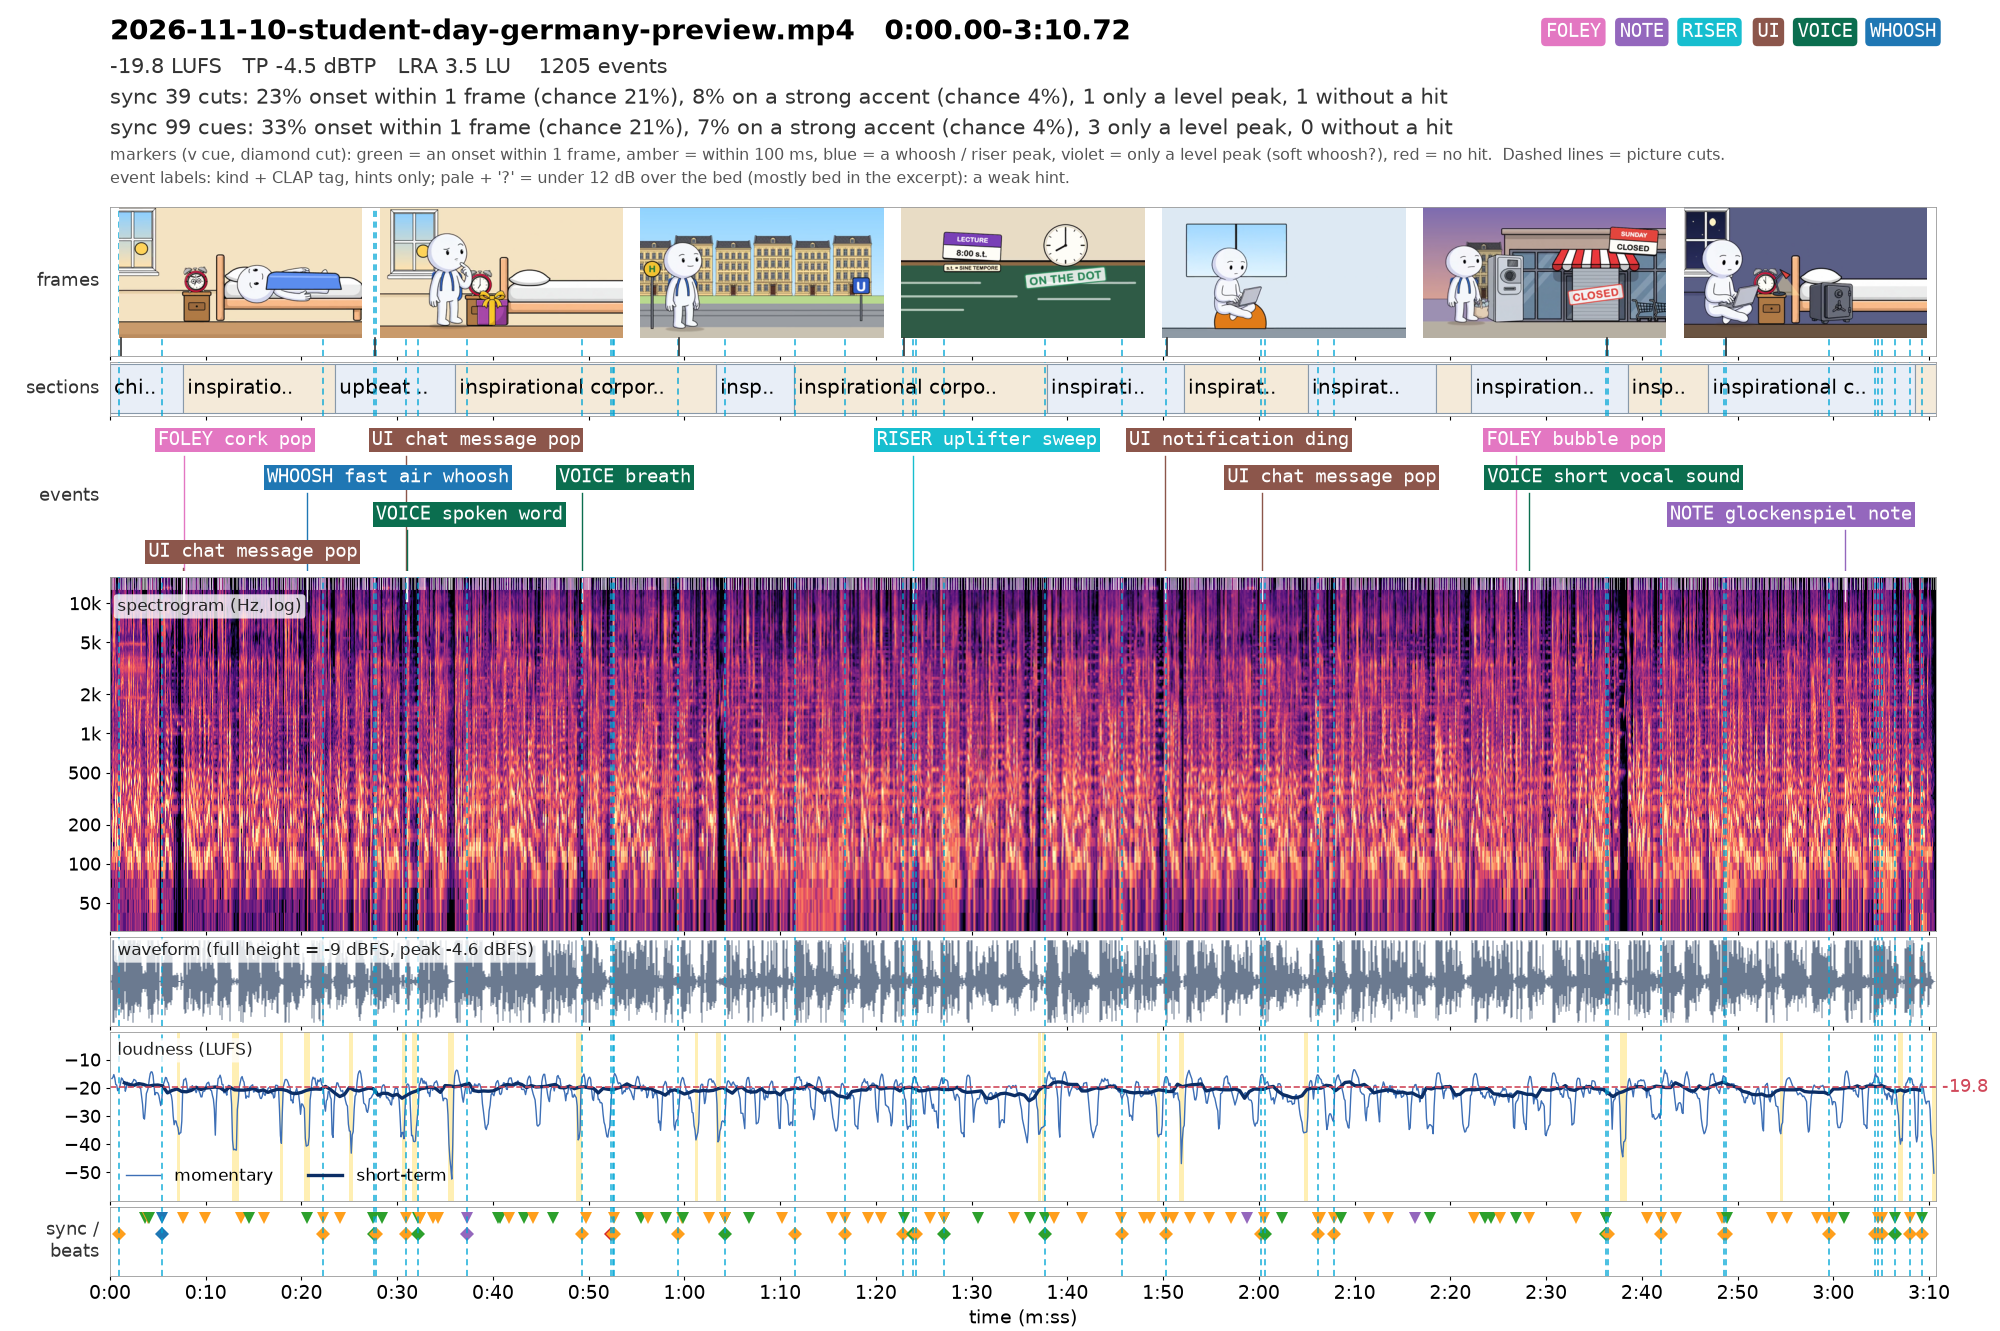 2026-11-10-student-day-germany-preview.mp4 0:00.00-3:10.72
FOLEY NOTE RISER UI VOICE WHOOSH
-19.8 LUFS TP -4.5 dBTP LRA 3.5 LU 1205 events
sync 39 cuts: 23% onset within 1 frame (chance 21%), 8% on a strong accent (chance 4%), 1 only a level peak, 1 without a hit
sync 99 cues: 33% onset within 1 frame (chance 21%), 7% on a strong accent (chance 4%), 3 only a level peak, 0 without a hit
markers (v cue, diamond cut): green = an onset within 1 frame, amber = within 100 ms, blue = a whoosh / riser peak, violet = only a level peak (soft whoosh?), red = no hit. Dashed lines = picture cuts.
event labels: kind + CLAP tag, hints only; pale + '?' = under 12 dB over the bed (mostly bed in the excerpt): a weak hint.
frames
H
U
LECTURE
8:00 s.t.
s.t. = SINE TEMPORE
ON THE DOT
SUNDAY
CLOSED
CLOSED
sections
chi..
inspiratio..
upbeat ..
inspirational corpor..
insp..
inspirational corpo..
inspirati..
inspirat..
inspirat..
inspiration..
insp..
inspirational c..
events
FOLEY cork pop
UI chat message pop
RISER uplifter sweep
UI notification ding
FOLEY bubble pop
WHOOSH fast air whoosh
VOICE breath
UI chat message pop
VOICE short vocal sound
VOICE spoken word
NOTE glockenspiel note
UI chat message pop
spectrogram (Hz, log)
10k
5k
2k
1k
500
200
100
50
waveform (full height = -9 dBFS, peak -4.6 dBFS)
loudness (LUFS)
−10
−20
−30
−40
−50
-19.8
momentary
short-term
sync /
beats
0:00 0:10 0:20 0:30 0:40 0:50 1:00 1:10 1:20 1:30 1:40 1:50 2:00 2:10 2:20 2:30 2:40 2:50 3:00 3:10
time (m:ss)